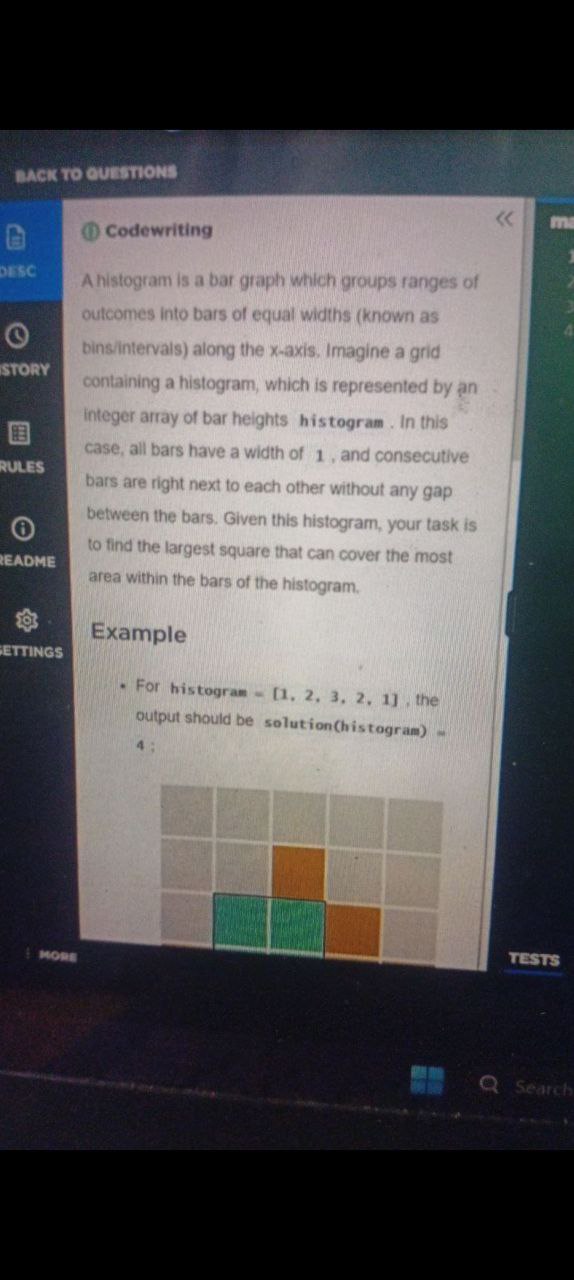 BACK TO QUESTIONS
Codewriting
DESC
A histogram is a bar graph which groups ranges of
outcomes into bars of equal widths (known as
bins/intervals) along the x-axis. Imagine a grid
containing a histogram, which is represented by an
integer array of bar heights histogram . In this
case, all bars have a width of 1 , and consecutive
bars are right next to each other without any gap
between the bars. Given this histogram, your task is
to find the largest square that can cover the most
area within the bars of the histogram.
ISTORY
RULES
README
SETTINGS
Example
• For histogram = [1, 2, 3, 2, 1] , the
output should be solution(histogram) =
4 ;
MORE
TESTS
Search